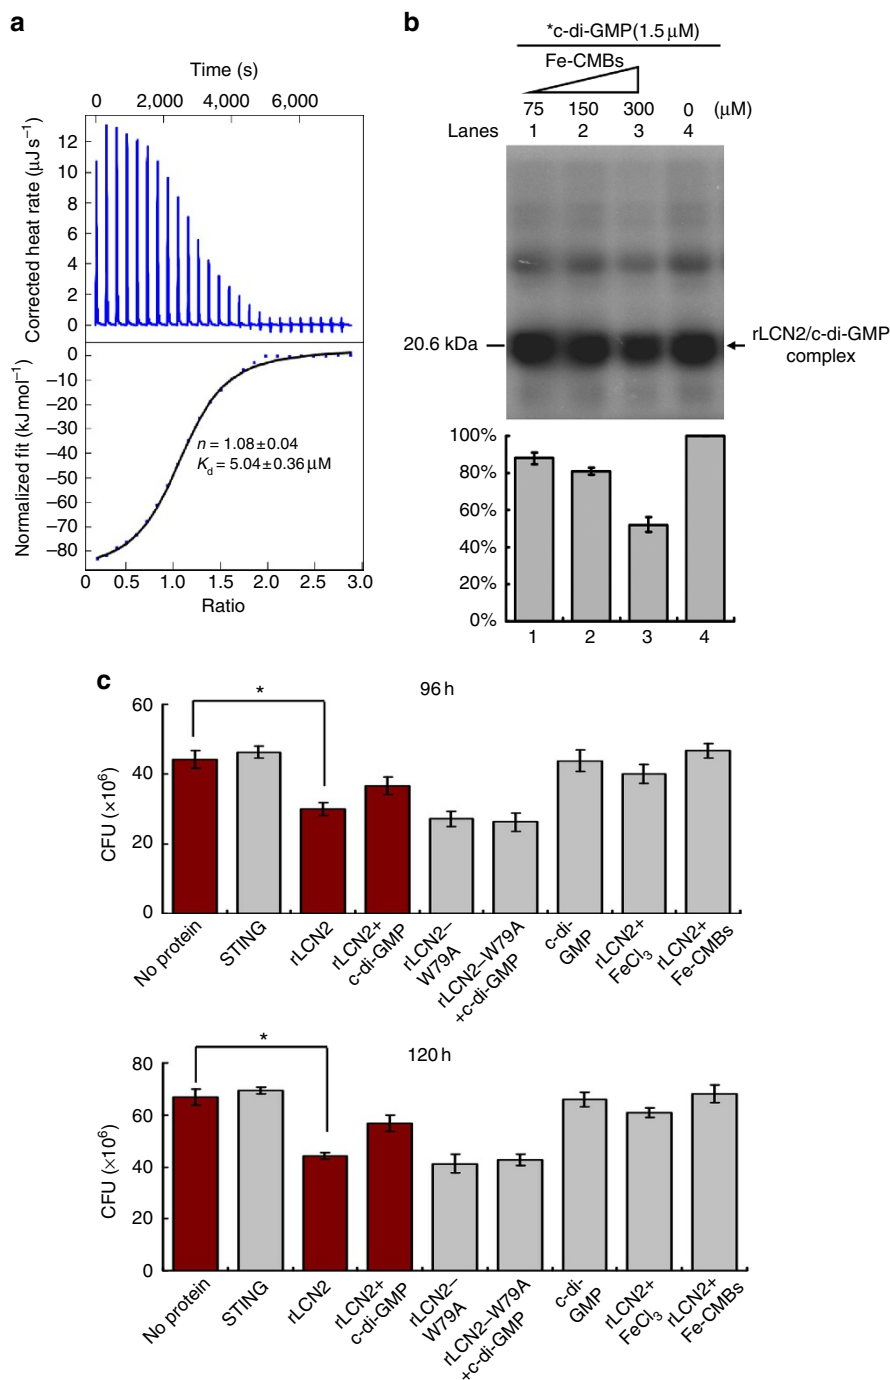 a
Time (s)
0 2,000 4,000 6,000
Corrected heat rate (μJ s⁻¹)
12
10
8
6
4
2
0
Normalized fit (kJ mol⁻¹)
0
−10
−20
−30
−40
−50
−60
−70
−80
n = 1.08±0.04
Kd = 5.04±0.36 μM
0 0.5 1.0 1.5 2.0 2.5 3.0
Ratio
b
*c-di-GMP(1.5 μM)
Fe-CMBs
75 150 300 0 (μM)
Lanes 1 2 3 4
20.6 kDa
rLCN2/c-di-GMP
complex
100%
80%
60%
40%
20%
0%
1 2 3 4
c
96 h
*
CFU (×10⁶)
60
40
20
0
No protein
STING
rLCN2
rLCN2+
c-di-GMP
rLCN2–
W79A
rLCN2–W79A
+c-di-GMP
c-di-
GMP
rLCN2+
FeCl₃
rLCN2+
Fe-CMBs
120 h
*
CFU (×10⁶)
80
60
40
20
0
No protein
STING
rLCN2
rLCN2+
c-di-GMP
rLCN2–
W79A
rLCN2–W79A
+c-di-GMP
c-di-
GMP
rLCN2+
FeCl₃
rLCN2+
Fe-CMBs